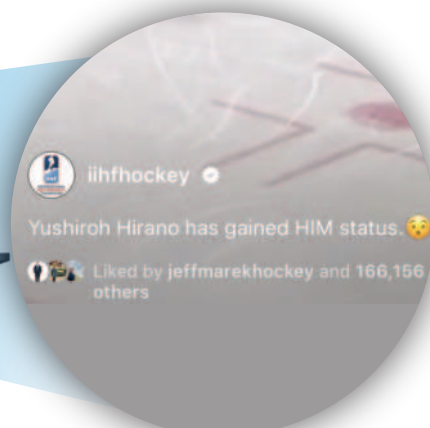 iihfhockey
Yushiroh Hirano has gained HIM status.😯
Liked by jeffmarekhockey and 166,156
others